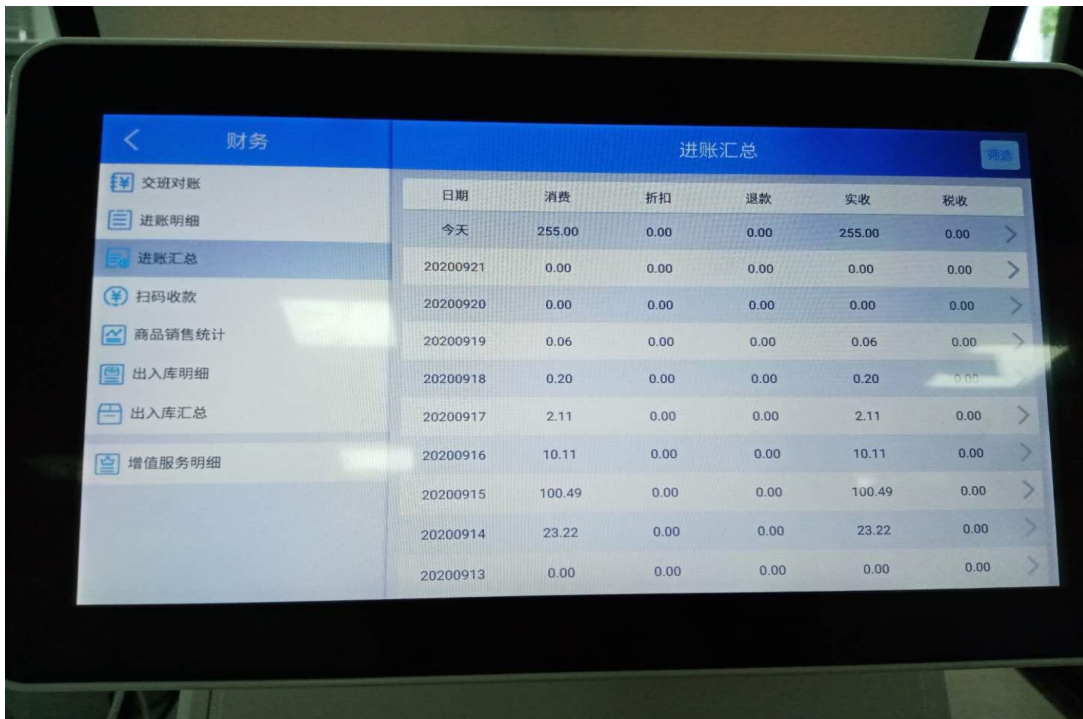 财务
交班对账
进账明细
进账汇总
扫码收款
商品销售统计
出入库明细
出入库汇总
增值服务明细
进账汇总
筛选
日期 消费 折扣 退款 实收 税收
今天 255.00 0.00 0.00 255.00 0.00
20200921 0.00 0.00 0.00 0.00 0.00
20200920 0.00 0.00 0.00 0.00 0.00
20200919 0.06 0.00 0.00 0.06 0.00
20200918 0.20 0.00 0.00 0.20 0.00
20200917 2.11 0.00 0.00 2.11 0.00
20200916 10.11 0.00 0.00 10.11 0.00
20200915 100.49 0.00 0.00 100.49 0.00
20200914 23.22 0.00 0.00 23.22 0.00
20200913 0.00 0.00 0.00 0.00 0.00